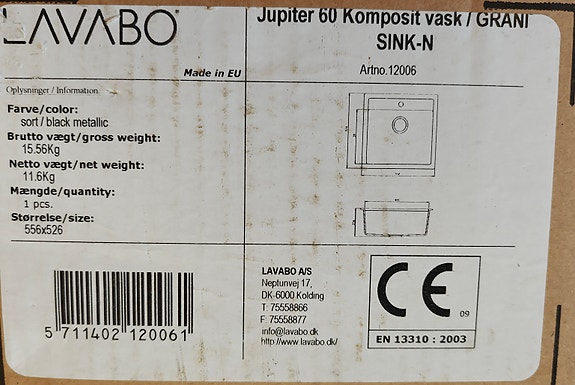 LAVABO®
Made in EU
Jupiter 60 Komposit vask / GRANI
SINK-N
Artno.12006
Oplysninger / Information:
Farve/color:
sort / black metallic
Brutto vægt/gross weight:
15.56Kg
Netto vægt/net weight:
11.6Kg
Mængde/quantity:
1 pcs.
Størrelse/size:
556x526
5 711402 120061
LAVABO A/S
Neptunvej 17,
DK-6000 Kolding
T: 75558866
F: 75558877
info@lavabo.dk
http://www.lavabo.dk/
CE
09
EN 13310 : 2003